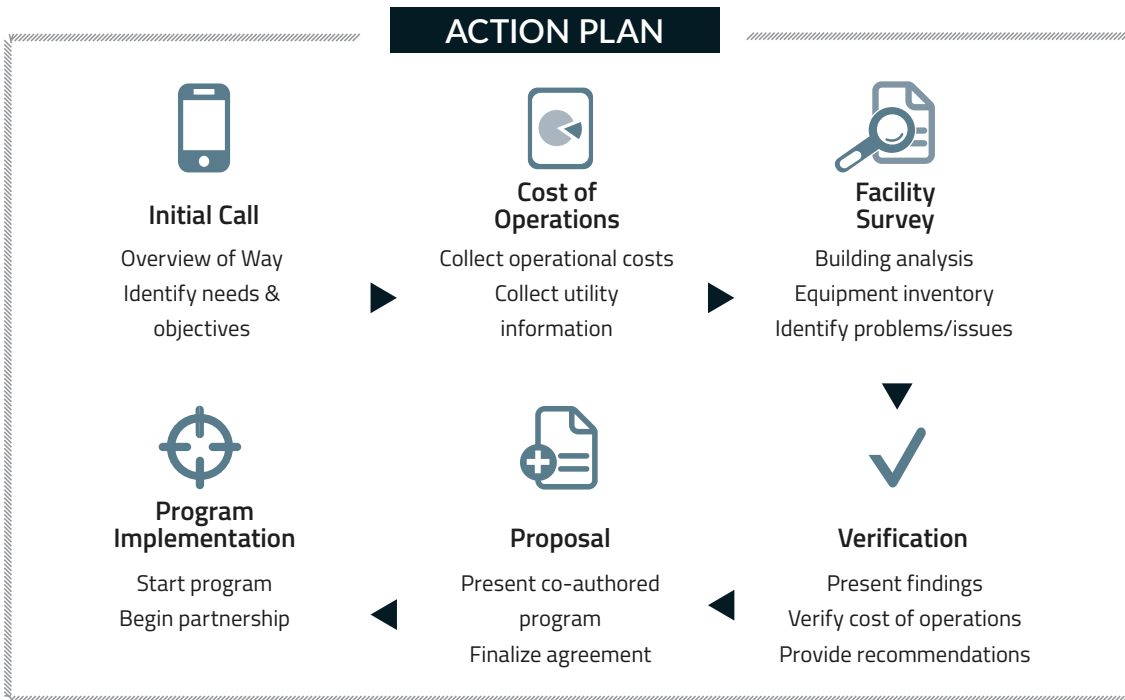 ACTION PLAN
Initial Call
Overview of Way
Identify needs &
objectives
Cost of
Operations
Collect operational costs
Collect utility
information
Facility
Survey
Building analysis
Equipment inventory
Identify problems/issues
Verification
Present findings
Verify cost of operations
Provide recommendations
Proposal
Present co-authored
program
Finalize agreement
Program
Implementation
Start program
Begin partnership